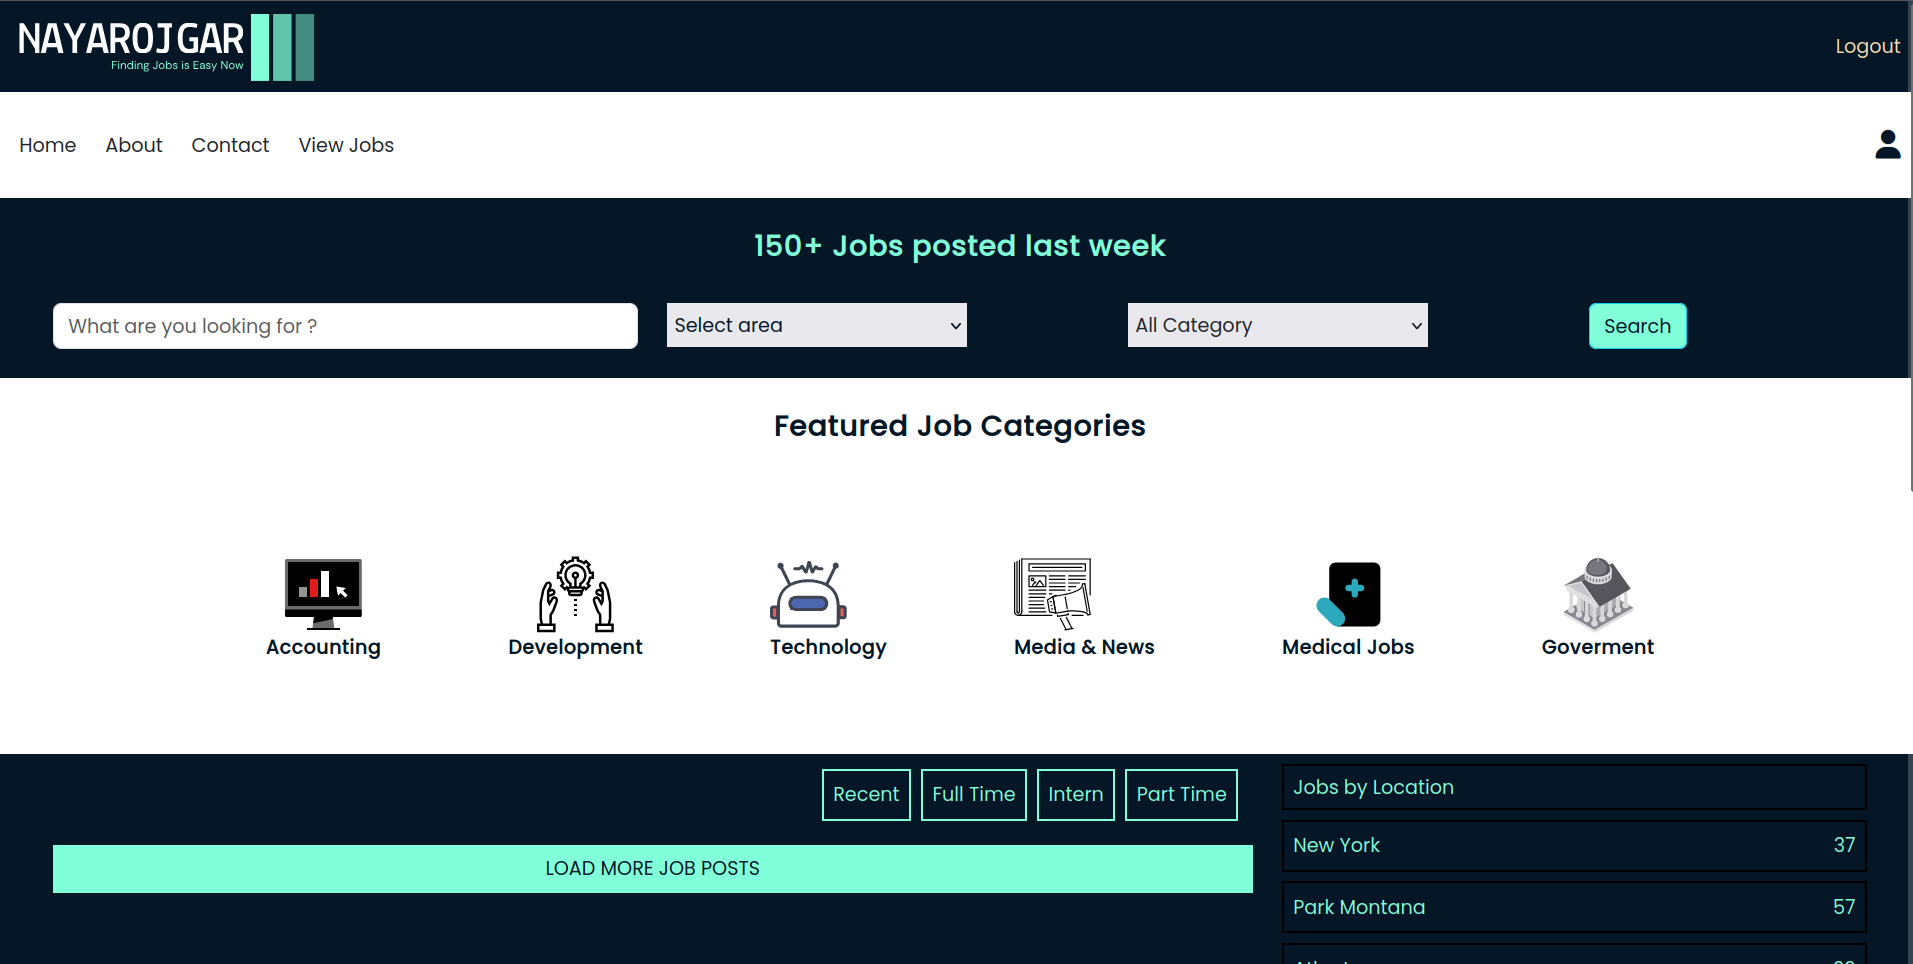 NAYAROJGAR
Finding Jobs is Easy Now
Logout
Home About Contact View Jobs
150+ Jobs posted last week
What are you looking for ? Select area All Category Search
Featured Job Categories
Accounting Development Technology Media & News Medical Jobs Goverment
Recent Full Time Intern Part Time
LOAD MORE JOB POSTS
Jobs by Location
New York 37
Park Montana 57